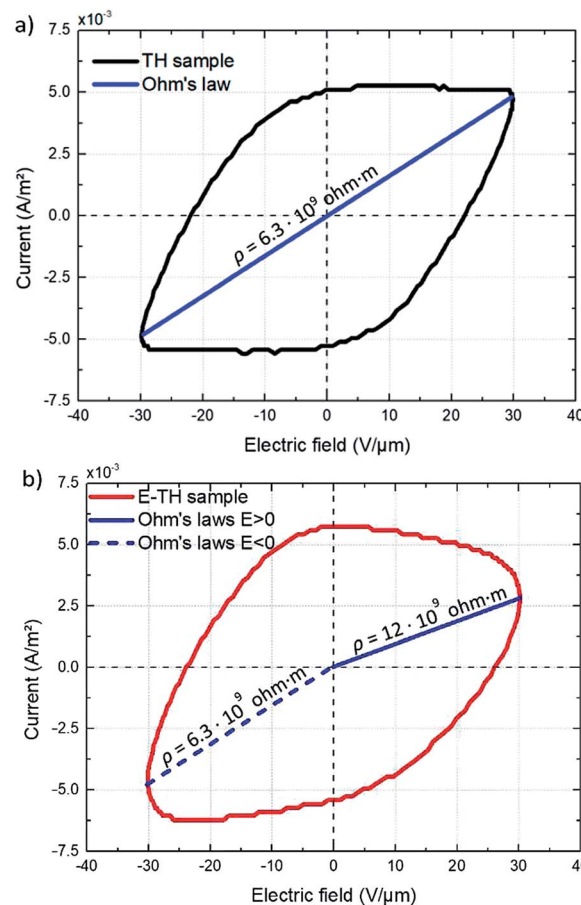 a)
×10⁻³
7.5
5.0
2.5
0.0
-2.5
-5.0
-7.5
Current (A/m²)
TH sample
Ohm's law
ρ = 6.3 · 10⁹ ohm·m
-40 -30 -20 -10 0 10 20 30 40
Electric field (V/µm)
b)
×10⁻³
7.5
5.0
2.5
0.0
-2.5
-5.0
-7.5
Current (A/m²)
E-TH sample
Ohm's laws E>0
Ohm's laws E<0
ρ = 12 · 10⁹ ohm·m
ρ = 6.3 · 10⁹ ohm·m
-40 -30 -20 -10 0 10 20 30 40
Electric field (V/µm)